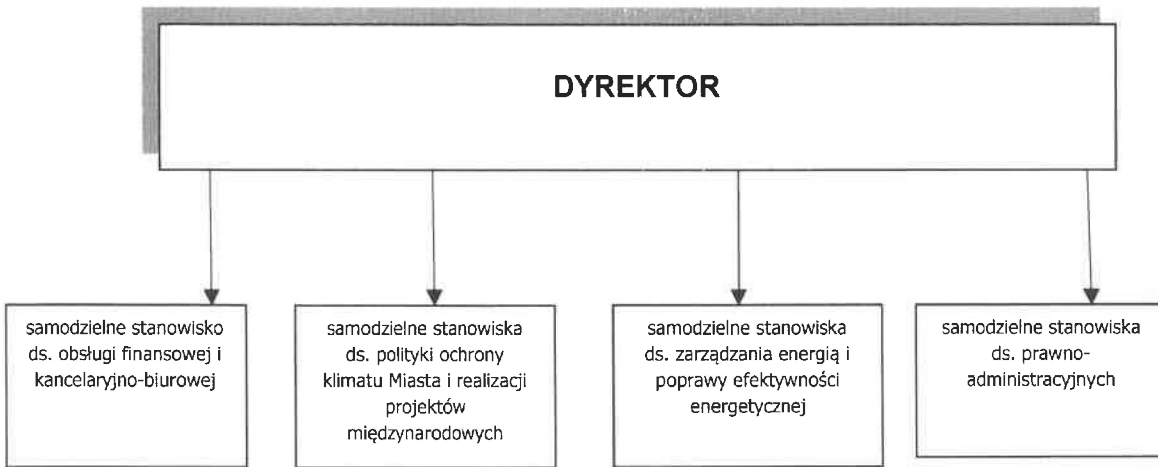 DYREKTOR
samodzielne stanowisko
ds. obsługi finansowej i
kancelaryjno-biurowej
samodzielne stanowiska
ds. polityki ochrony
klimatu Miasta i realizacji
projektów
międzynarodowych
samodzielne stanowiska
ds. zarządzania energią i
poprawy efektywności
energetycznej
samodzielne stanowiska
ds. prawno-
administracyjnych